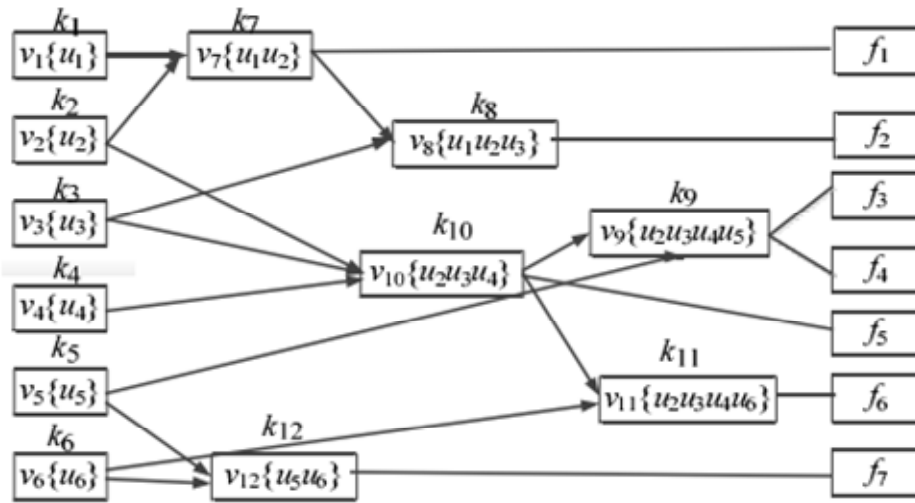 k₁ k₇
v₁{u₁} v₇{u₁u₂} f₁
k₂ k₈
v₂{u₂} v₈{u₁u₂u₃} f₂
k₃ k₉ f₃
v₃{u₃} k₁₀ v₉{u₂u₃u₄u₅}
k₄ v₁₀{u₂u₃u₄} f₄
v₄{u₄} f₅
k₅ k₁₁
v₅{u₅} v₁₁{u₂u₃u₄u₆} f₆
k₆ k₁₂
v₆{u₆} v₁₂{u₅u₆} f₇